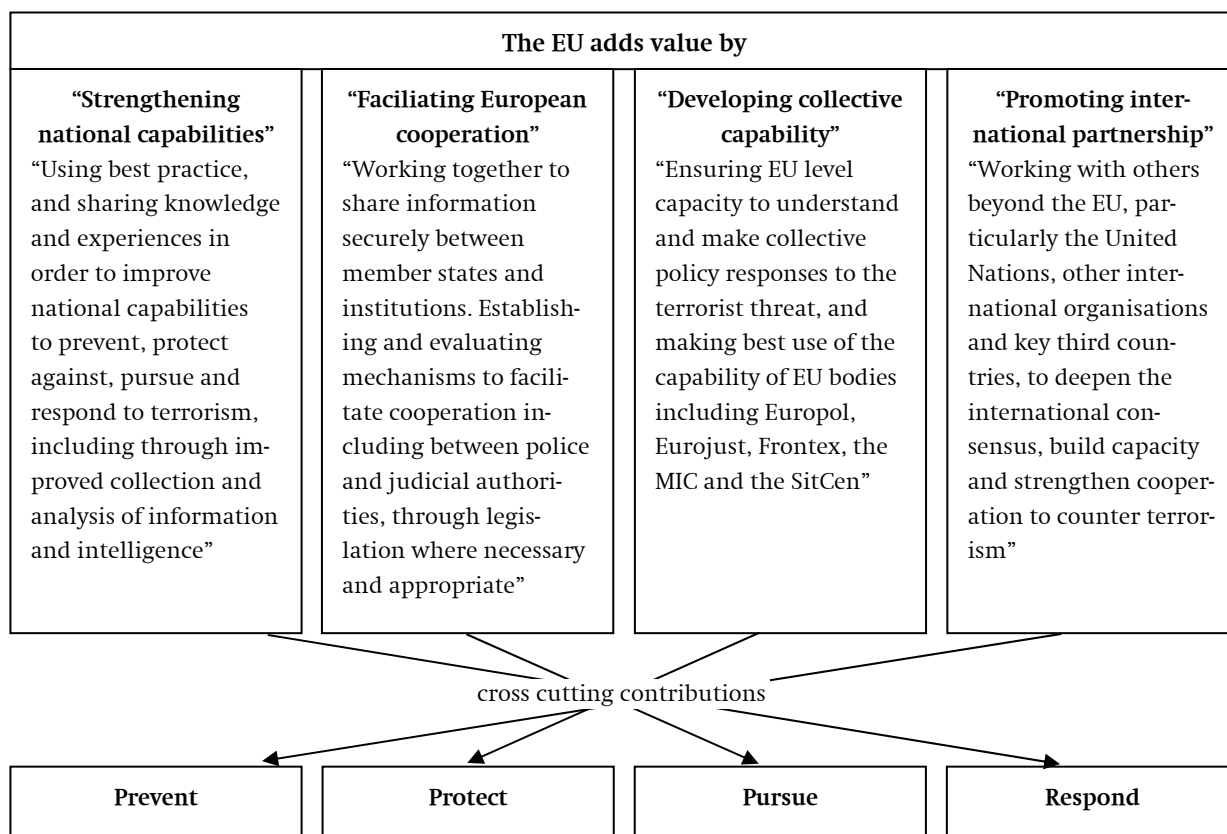 The EU adds value by
“Strengthening
national capabilities”
“Using best practice,
and sharing knowledge
and experiences in
order to improve
national capabilities
to prevent, protect
against, pursue and
respond to terrorism,
including through im-
proved collection and
analysis of information
and intelligence”
“Faciliating European
cooperation”
“Working together to
share information
securely between
member states and
institutions. Establish-
ing and evaluating
mechanisms to facili-
tate cooperation in-
cluding between police
and judicial authori-
ties, through legis-
lation where necessary
and appropriate”
“Developing collective
capability”
“Ensuring EU level
capacity to understand
and make collective
policy responses to the
terrorist threat, and
making best use of the
capability of EU bodies
including Europol,
Eurojust, Frontex, the
MIC and the SitCen”
“Promoting inter-
national partnership”
“Working with others
beyond the EU, par-
ticularly the United
Nations, other inter-
national organisations
and key third coun-
tries, to deepen the
international con-
sensus, build capacity
and strengthen cooper-
ation to counter terror-
ism”
cross cutting contributions
Prevent
Protect
Pursue
Respond